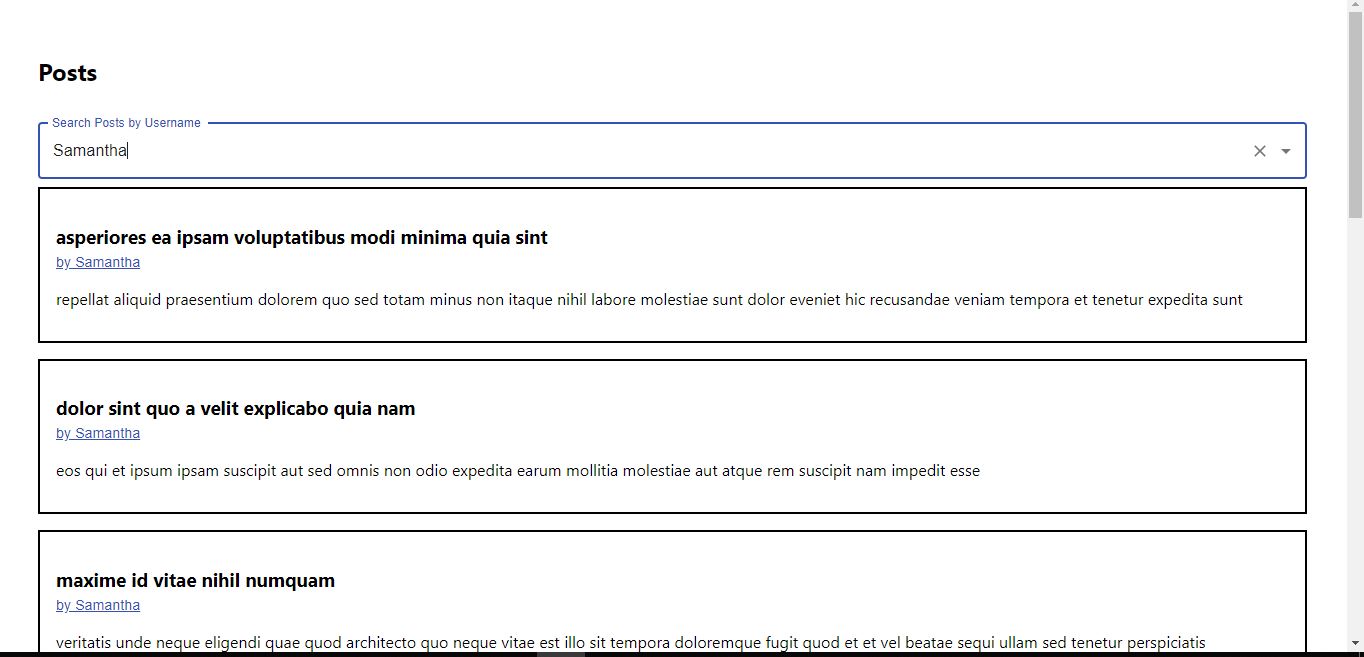 Posts
Search Posts by Username
Samantha
asperiores ea ipsam voluptatibus modi minima quia sint
by Samantha
repellat aliquid praesentium dolorem quo sed totam minus non itaque nihil labore molestiae sunt dolor eveniet hic recusandae veniam tempora et tenetur expedita sunt
dolor sint quo a velit explicabo quia nam
by Samantha
eos qui et ipsum ipsam suscipit aut sed omnis non odio expedita earum mollitia molestiae aut atque rem suscipit nam impedit esse
maxime id vitae nihil numquam
by Samantha
veritatis unde neque eligendi quae quod architecto quo neque vitae est illo sit tempora doloremque fugit quod et et vel beatae sequi ullam sed tenetur perspiciatis